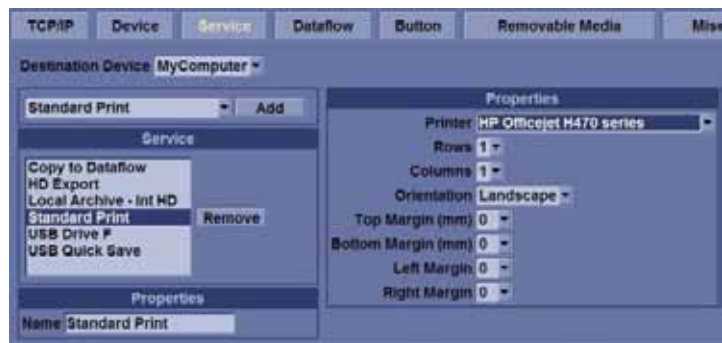 TCP/IP Device Service Dataflow Button Removable Media Mise
Destination Device MyComputer
Standard Print Add
Service
Copy to Dataflow
HD Export
Local Archive - Int HD
Standard Print
USB Drive F
USB Quick Save
Remove
Properties
Name Standard Print
Properties
Printer HP Officejet H470 series
Rows 1
Columns 1
Orientation Landscape
Top Margin (mm) 0
Bottom Margin (mm) 0
Left Margin 0
Right Margin 0